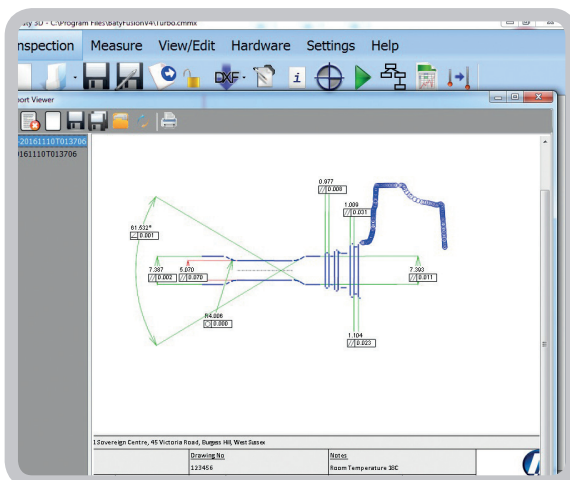 ty 3D - C:\Program Files\BatyFusionV4\Turbo.cmmx
nspection Measure View/Edit Hardware Settings Help
DXF
i
ort Viewer
-20161110T013706
0161110T013706
0.977
// 0.008
1.009
// 0.031
61.532°
∠ 0.001
7.387
// 0.002
5.070
// 0.070
7.393
// 0.011
R4.006
○ 0.000
1.104
// 0.023
1 Sovereign Centre, 45 Victoria Road, Burgess Hill, West Sussex
Drawing No
Notes
123456
Room Temperature 18C